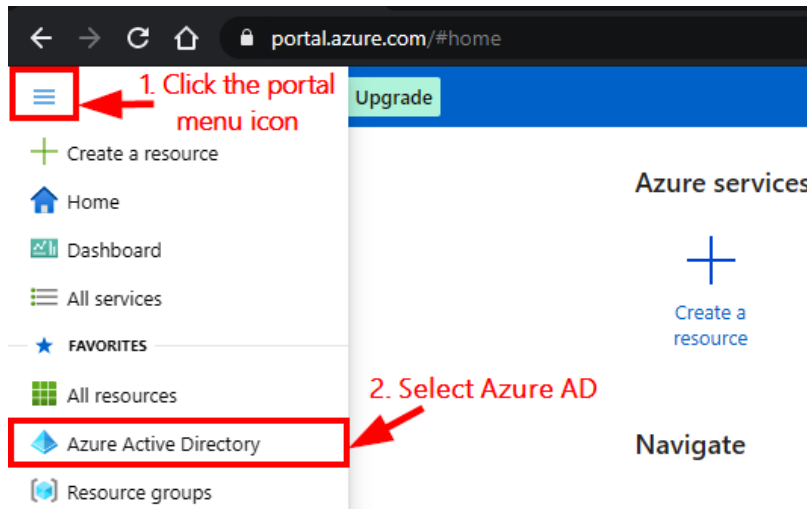 portal.azure.com/#home
1. Click the portal
menu icon
Upgrade
Create a resource
Home
Dashboard
All services
FAVORITES
All resources
Azure Active Directory
Resource groups
Azure services
Create a
resource
2. Select Azure AD
Navigate